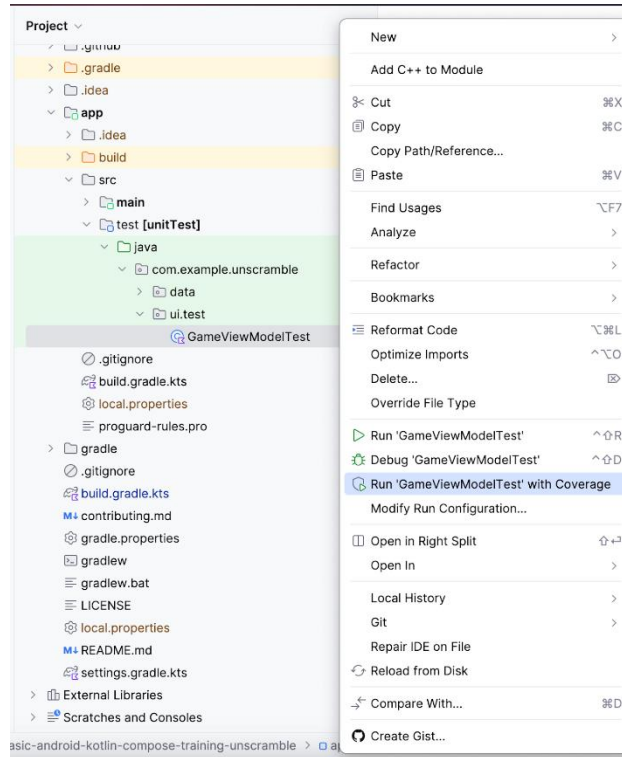 Project
.github
.gradle
.idea
app
.idea
build
src
main
test [unitTest]
java
com.example.unscramble
data
ui.test
GameViewModelTest
.gitignore
build.gradle.kts
local.properties
proguard-rules.pro
gradle
.gitignore
build.gradle.kts
M↓ contributing.md
gradle.properties
gradlew
gradlew.bat
LICENSE
local.properties
M↓ README.md
settings.gradle.kts
External Libraries
Scratches and Consoles
asic-android-kotlin-compose-training-unscramble > ap
New
Add C++ to Module
Cut ⌘X
Copy ⌘C
Copy Path/Reference...
Paste ⌘V
Find Usages ⌥F7
Analyze
Refactor
Bookmarks
Reformat Code ⌥⌘L
Optimize Imports ^⌥O
Delete... ⌦
Override File Type
Run 'GameViewModelTest' ^⇧R
Debug 'GameViewModelTest' ^⇧D
Run 'GameViewModelTest' with Coverage
Modify Run Configuration...
Open in Right Split ⇧↩
Open In
Local History
Git
Repair IDE on File
Reload from Disk
Compare With... ⌘D
Create Gist...